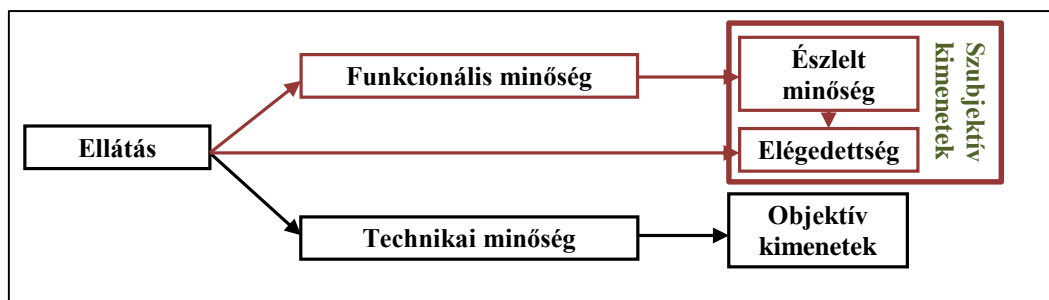 Ellátás
Funkcionális minőség
Technikai minőség
Észlelt
minőség
Elégedettség
Szubjektív
kimenetek
Objektív
kimenetek